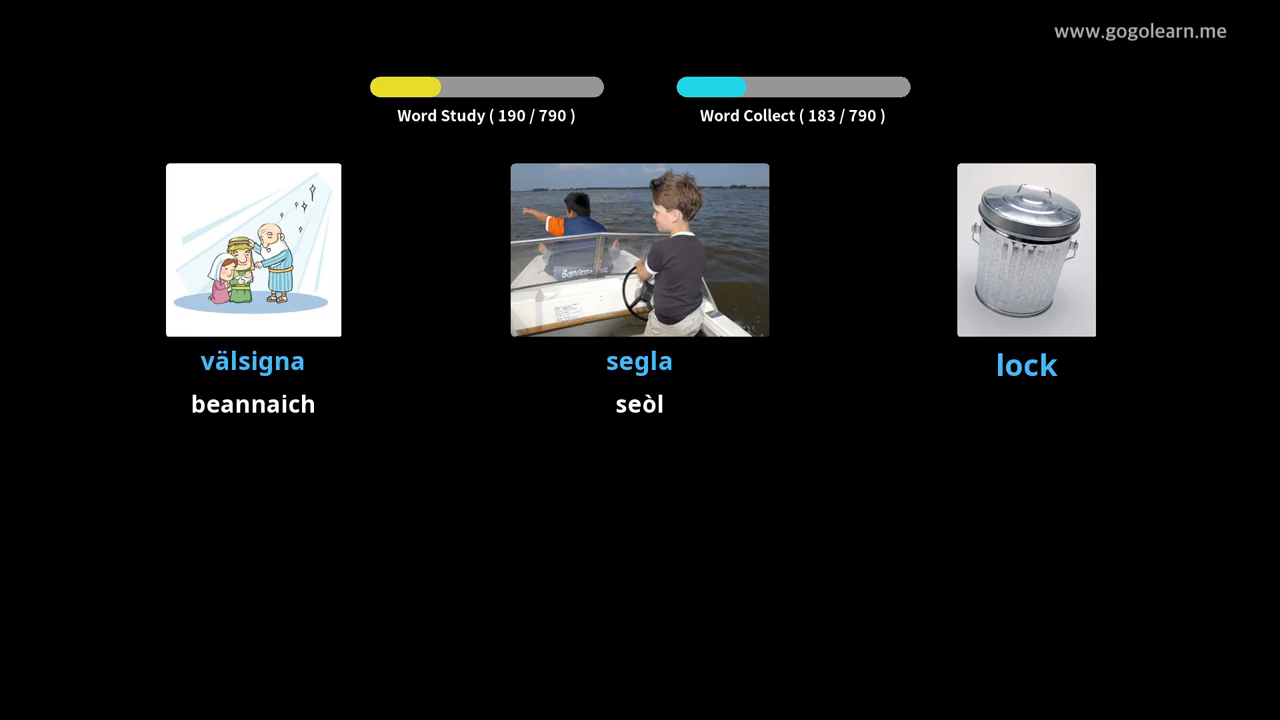 www.gogolearn.me
Word Study ( 190 / 790 )
Word Collect ( 183 / 790 )
välsigna
segla
lock
beannaich
seòl